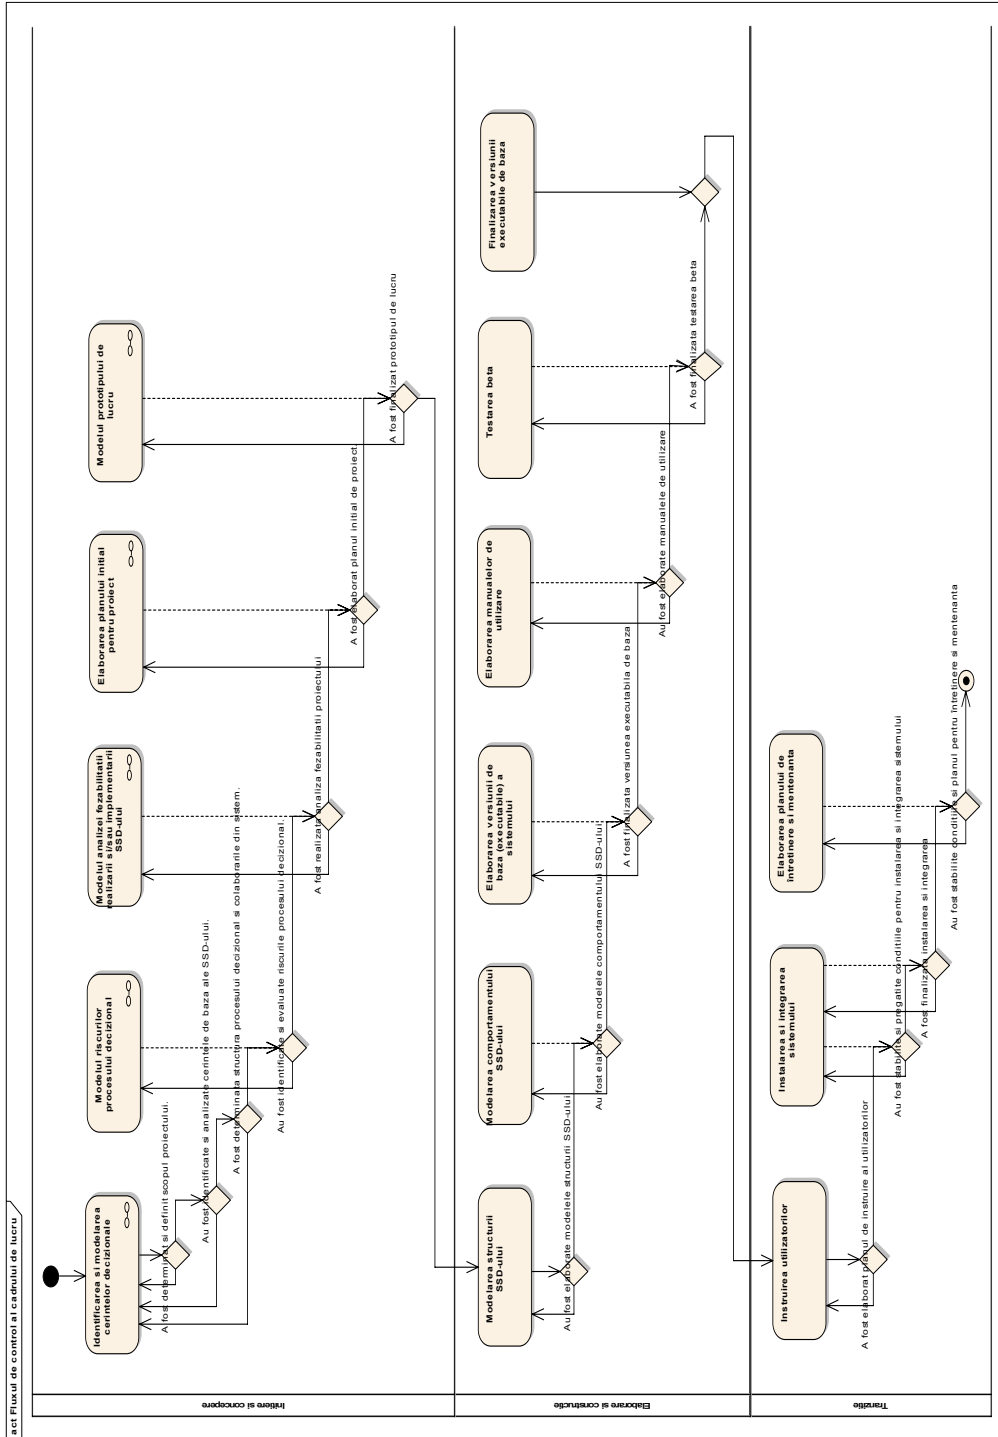 act Fluxul de control al cadrului de lucru
Initiere si concepere
Identificarea si modelarea
cerintelor decizionale
A fost determinat si definit scopul proiectului.
Au fost identificate si analizate cerintele de baza ale SSD-ului.
A fost determinata structura procesului decizional si colaborarile din sistem.
Modelul riscurilor
procesului decizional
Au fost identificate si evaluate riscurile procesului decizional.
Modelul analizei fezabilitatii
realizarii si/sau implementarii
SSD-ului
A fost realizata analiza fezabilitatii proiectului
Elaborarea planului initial
pentru proiect
A fost elaborat planul initial de proiect.
Modelul prototipului de
lucru
A fost finalizat prototipul de lucru
Elaborare si constructie
Modelarea structurii
SSD-ului
Au fost elaborate modelele structurii SSD-ului
Modelarea comportamentului
SSD-ului
Au fost elaborate modelele comportamentului SSD-ului
Elaborarea versiunii de
baza (executabile) a
sistemului
A fost finalizata versiunea executabila de baza
Elaborarea manualelor de
utilizare
Au fost elaborate manualele de utilizare
Testarea beta
A fost finalizata testarea beta
Finalizarea versiunii
executabile de baza
Tranzitie
Instruirea utilizatorilor
A fost elaborat planul de instruire al utilizatorilor
Instalarea si integrarea
sistemului
Au fost stabilite si pregatite conditiile pentru instalarea si integrarea sistemului
A fost finalizata instalarea si integrarea
Elaborarea planului de
întretinere si mentenanta
Au fost stabilite conditiile si planul pentru întretinere si mentenanta